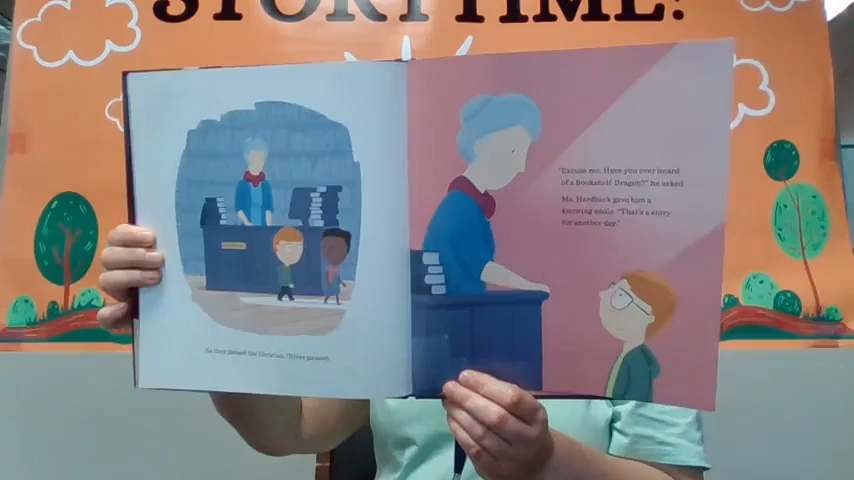 STORYTIME!
As they passed the librarian, Oliver paused.
"Excuse me. Have you ever heard
of a Bookshelf Dragon?" he asked.
Ms. Hardback gave him a
knowing smile. "That's a story
for another day."